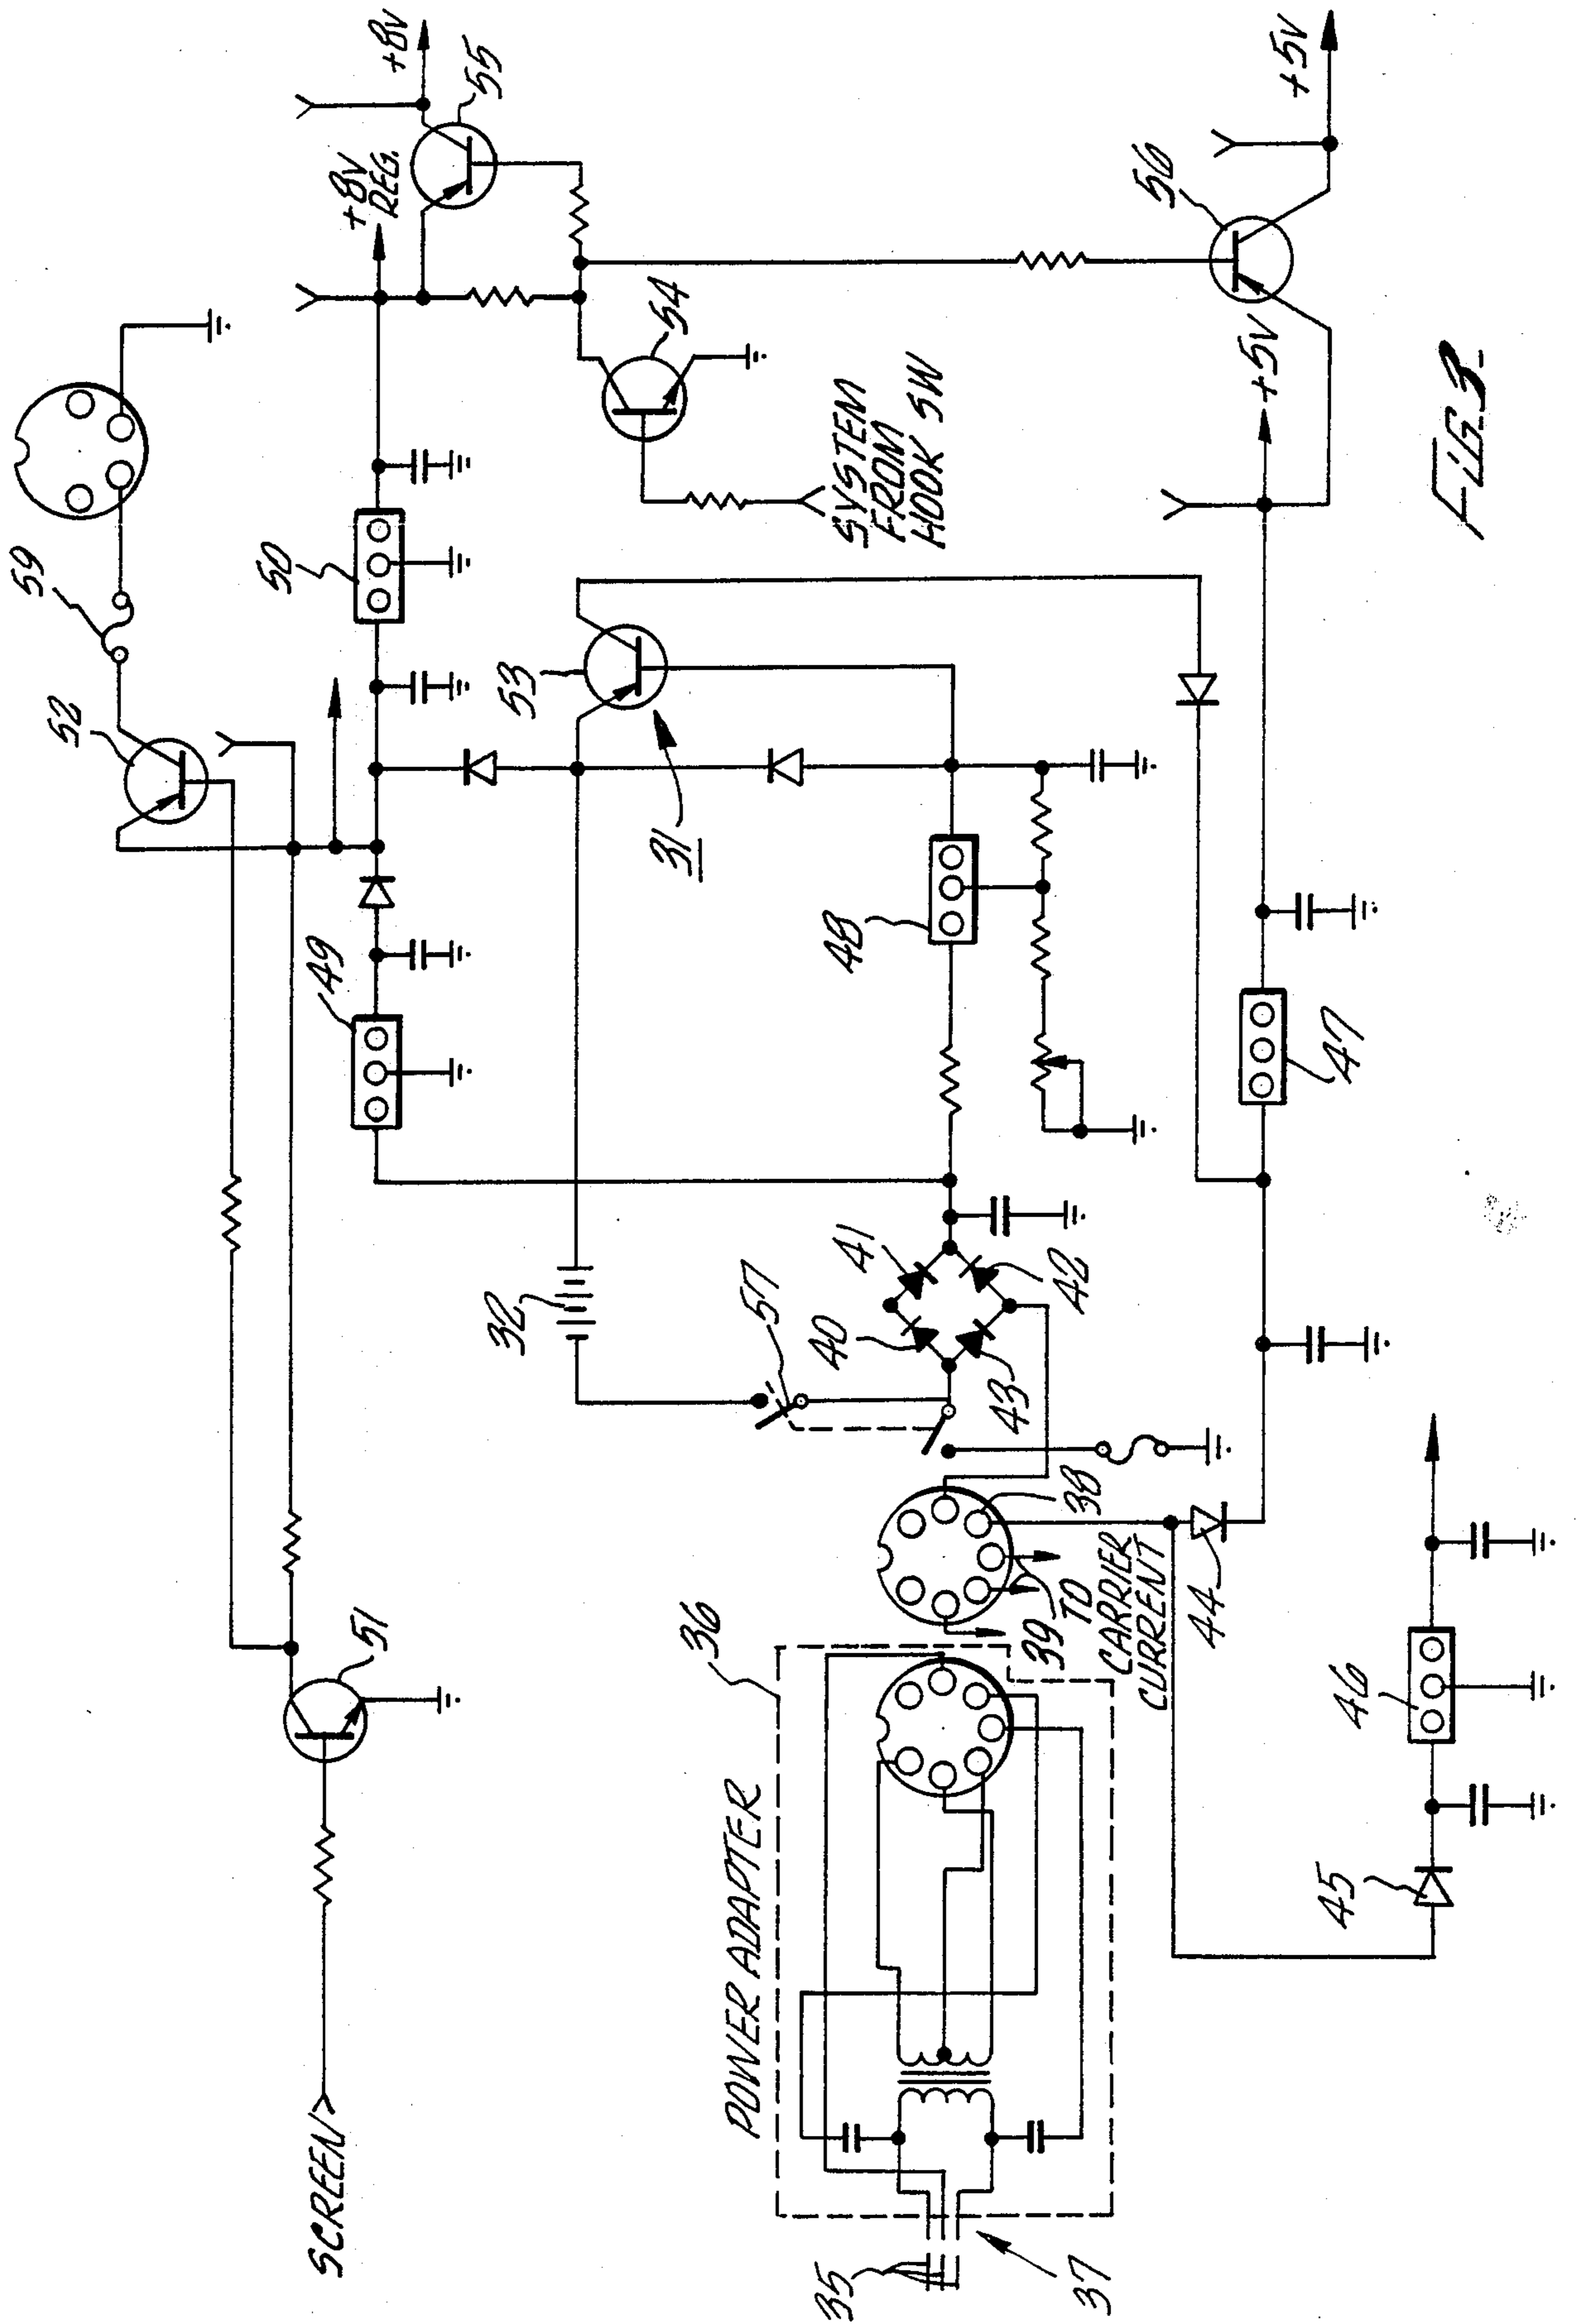 SCREEN
51
52
59
49
50
+8V
REG.
+8V
55
54
SYSTEM
FROM
HOOK SW
53
31
32
57
40
41
42
43
48
POWER ADAPTER
36
35
37
38
39 TO
CARRIER
CURRENT
44
45
46
47
+5V
56
+5V
FIG. 3